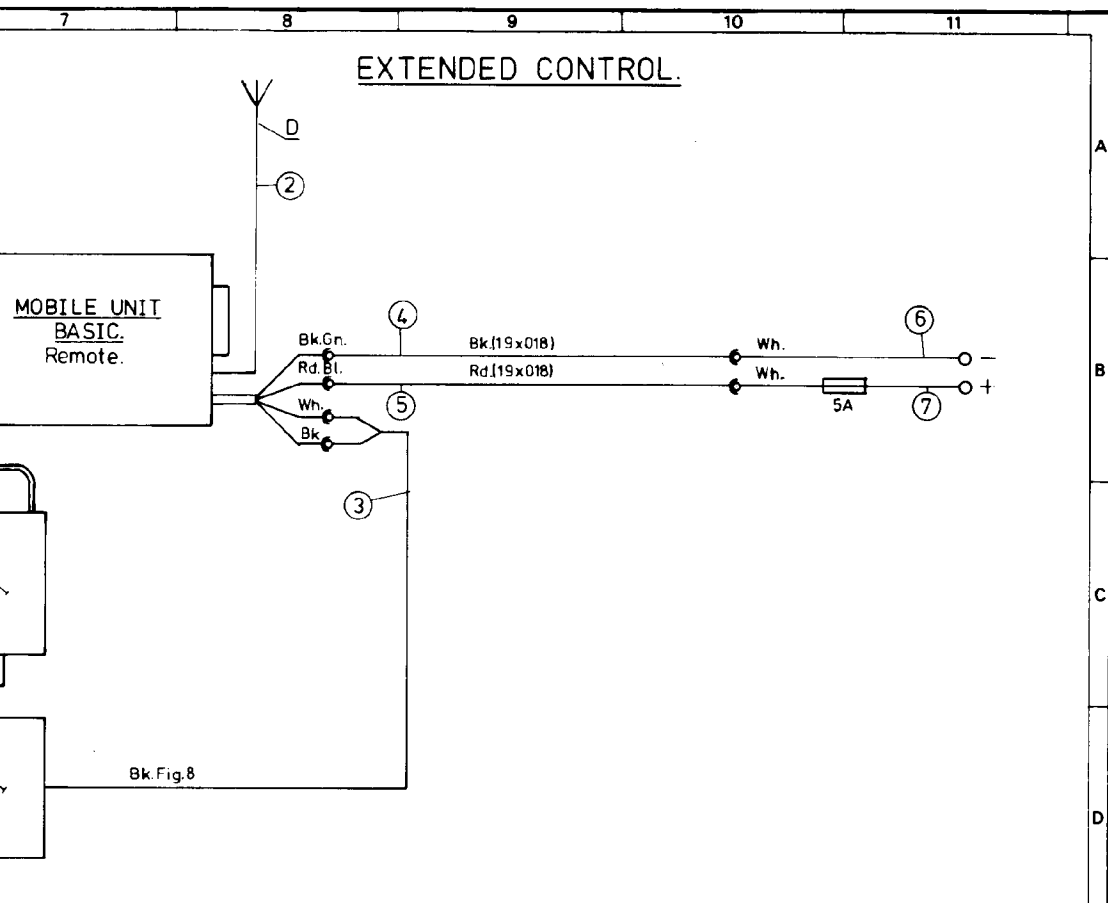 7 8 9 10 11
EXTENDED CONTROL.
A
D
2
MOBILE UNIT
BASIC.
Remote.
4
6
Bk.Gn. Bk.(19x018) Wh. −
B
Rd.Bl. Rd.(19x018) Wh. +
5
5A
7
Wh.
Bk
3
C
Bk.Fig.8
D